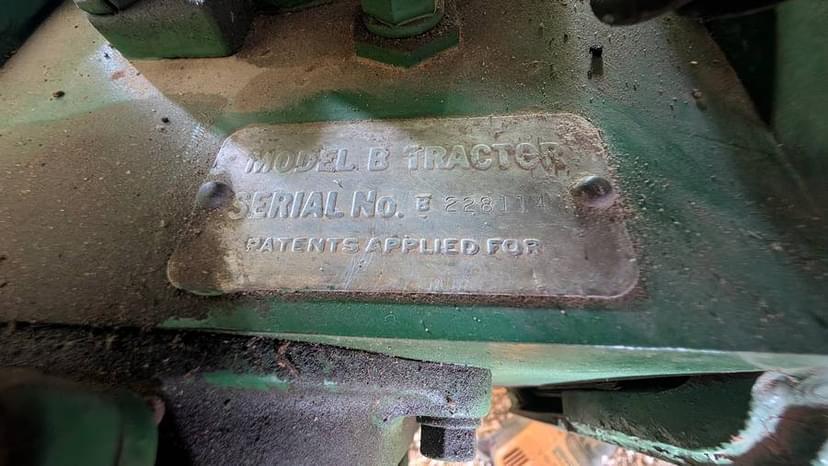 MODEL B TRACTOR
SERIAL NO. B 228114
PATENTS APPLIED FOR